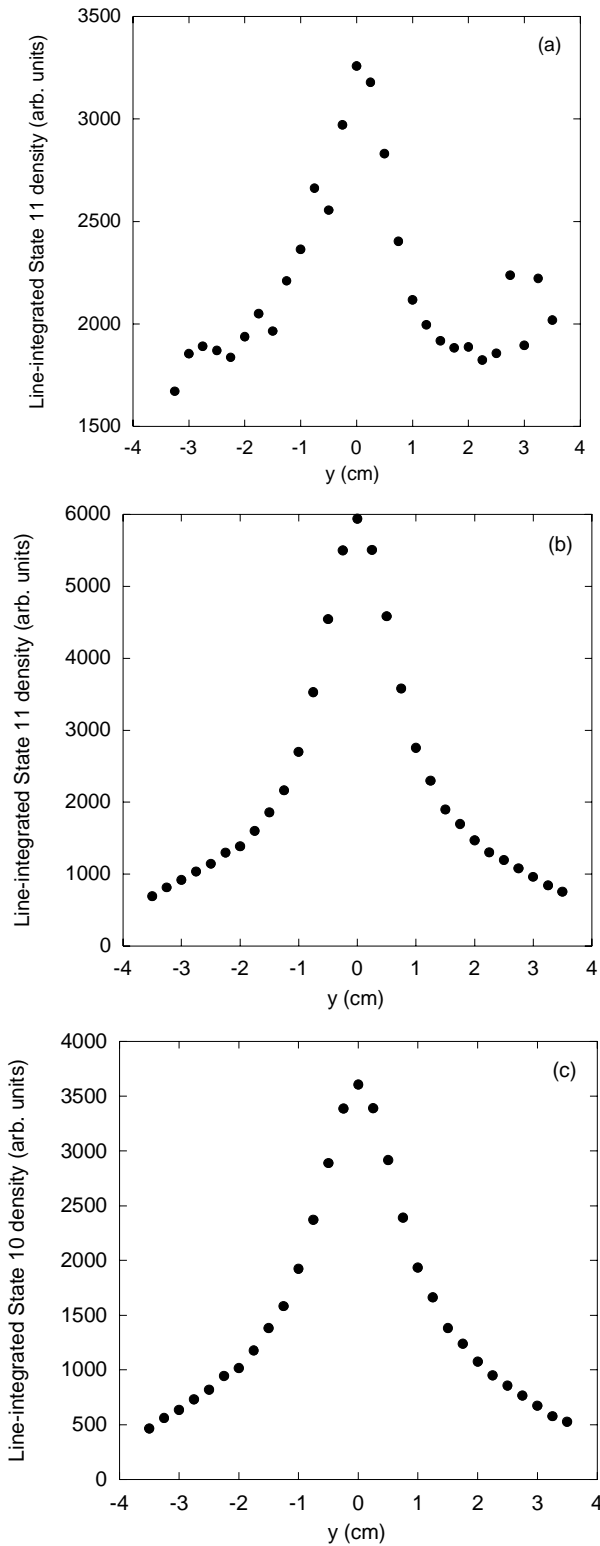 3500
(a)
3000
2500
2000
1500
Line-integrated State 11 density (arb. units)
-4 -3 -2 -1 0 1 2 3 4
y (cm)
6000
(b)
5000
4000
3000
2000
1000
0
Line-integrated State 11 density (arb. units)
-4 -3 -2 -1 0 1 2 3 4
y (cm)
4000
(c)
3500
3000
2500
2000
1500
1000
500
0
Line-integrated State 10 density (arb. units)
-4 -3 -2 -1 0 1 2 3 4
y (cm)